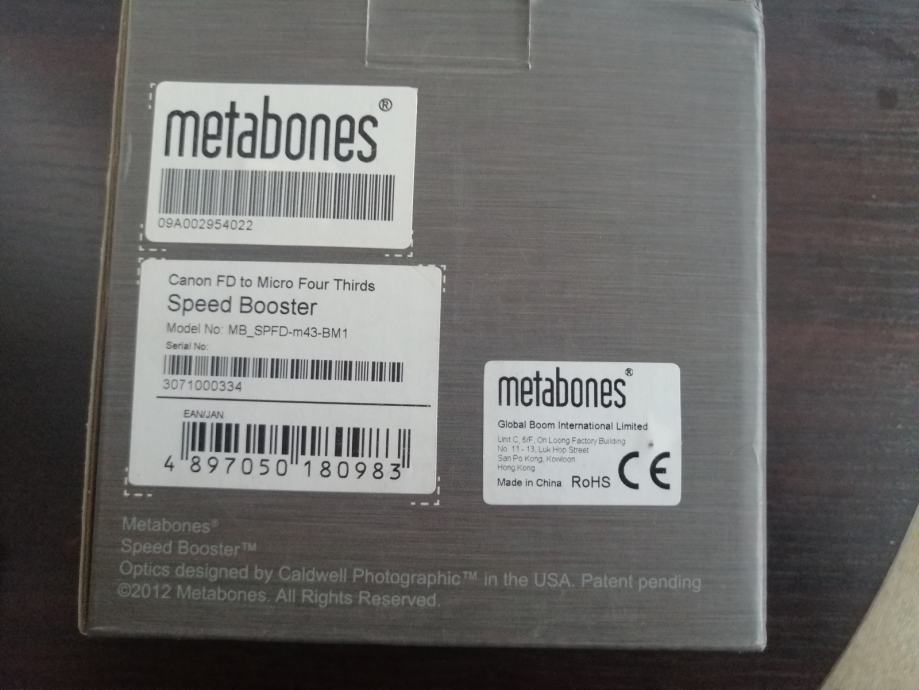 metabones®
09A002954022
Canon FD to Micro Four Thirds
Speed Booster
Model No: MB_SPFD-m43-BM1
Serial No:
3071000334
EAN/JAN
4 897050 180983
metabones®
Global Boom International Limited
Unit C, 6/F, On Loong Factory Building
No. 11 - 13, Luk Hop Street
San Po Kong, Kowloon
Hong Kong
Made in China RoHS CE
Metabones®
Speed Booster™
Optics designed by Caldwell Photographic™ in the USA. Patent pending
©2012 Metabones. All Rights Reserved.